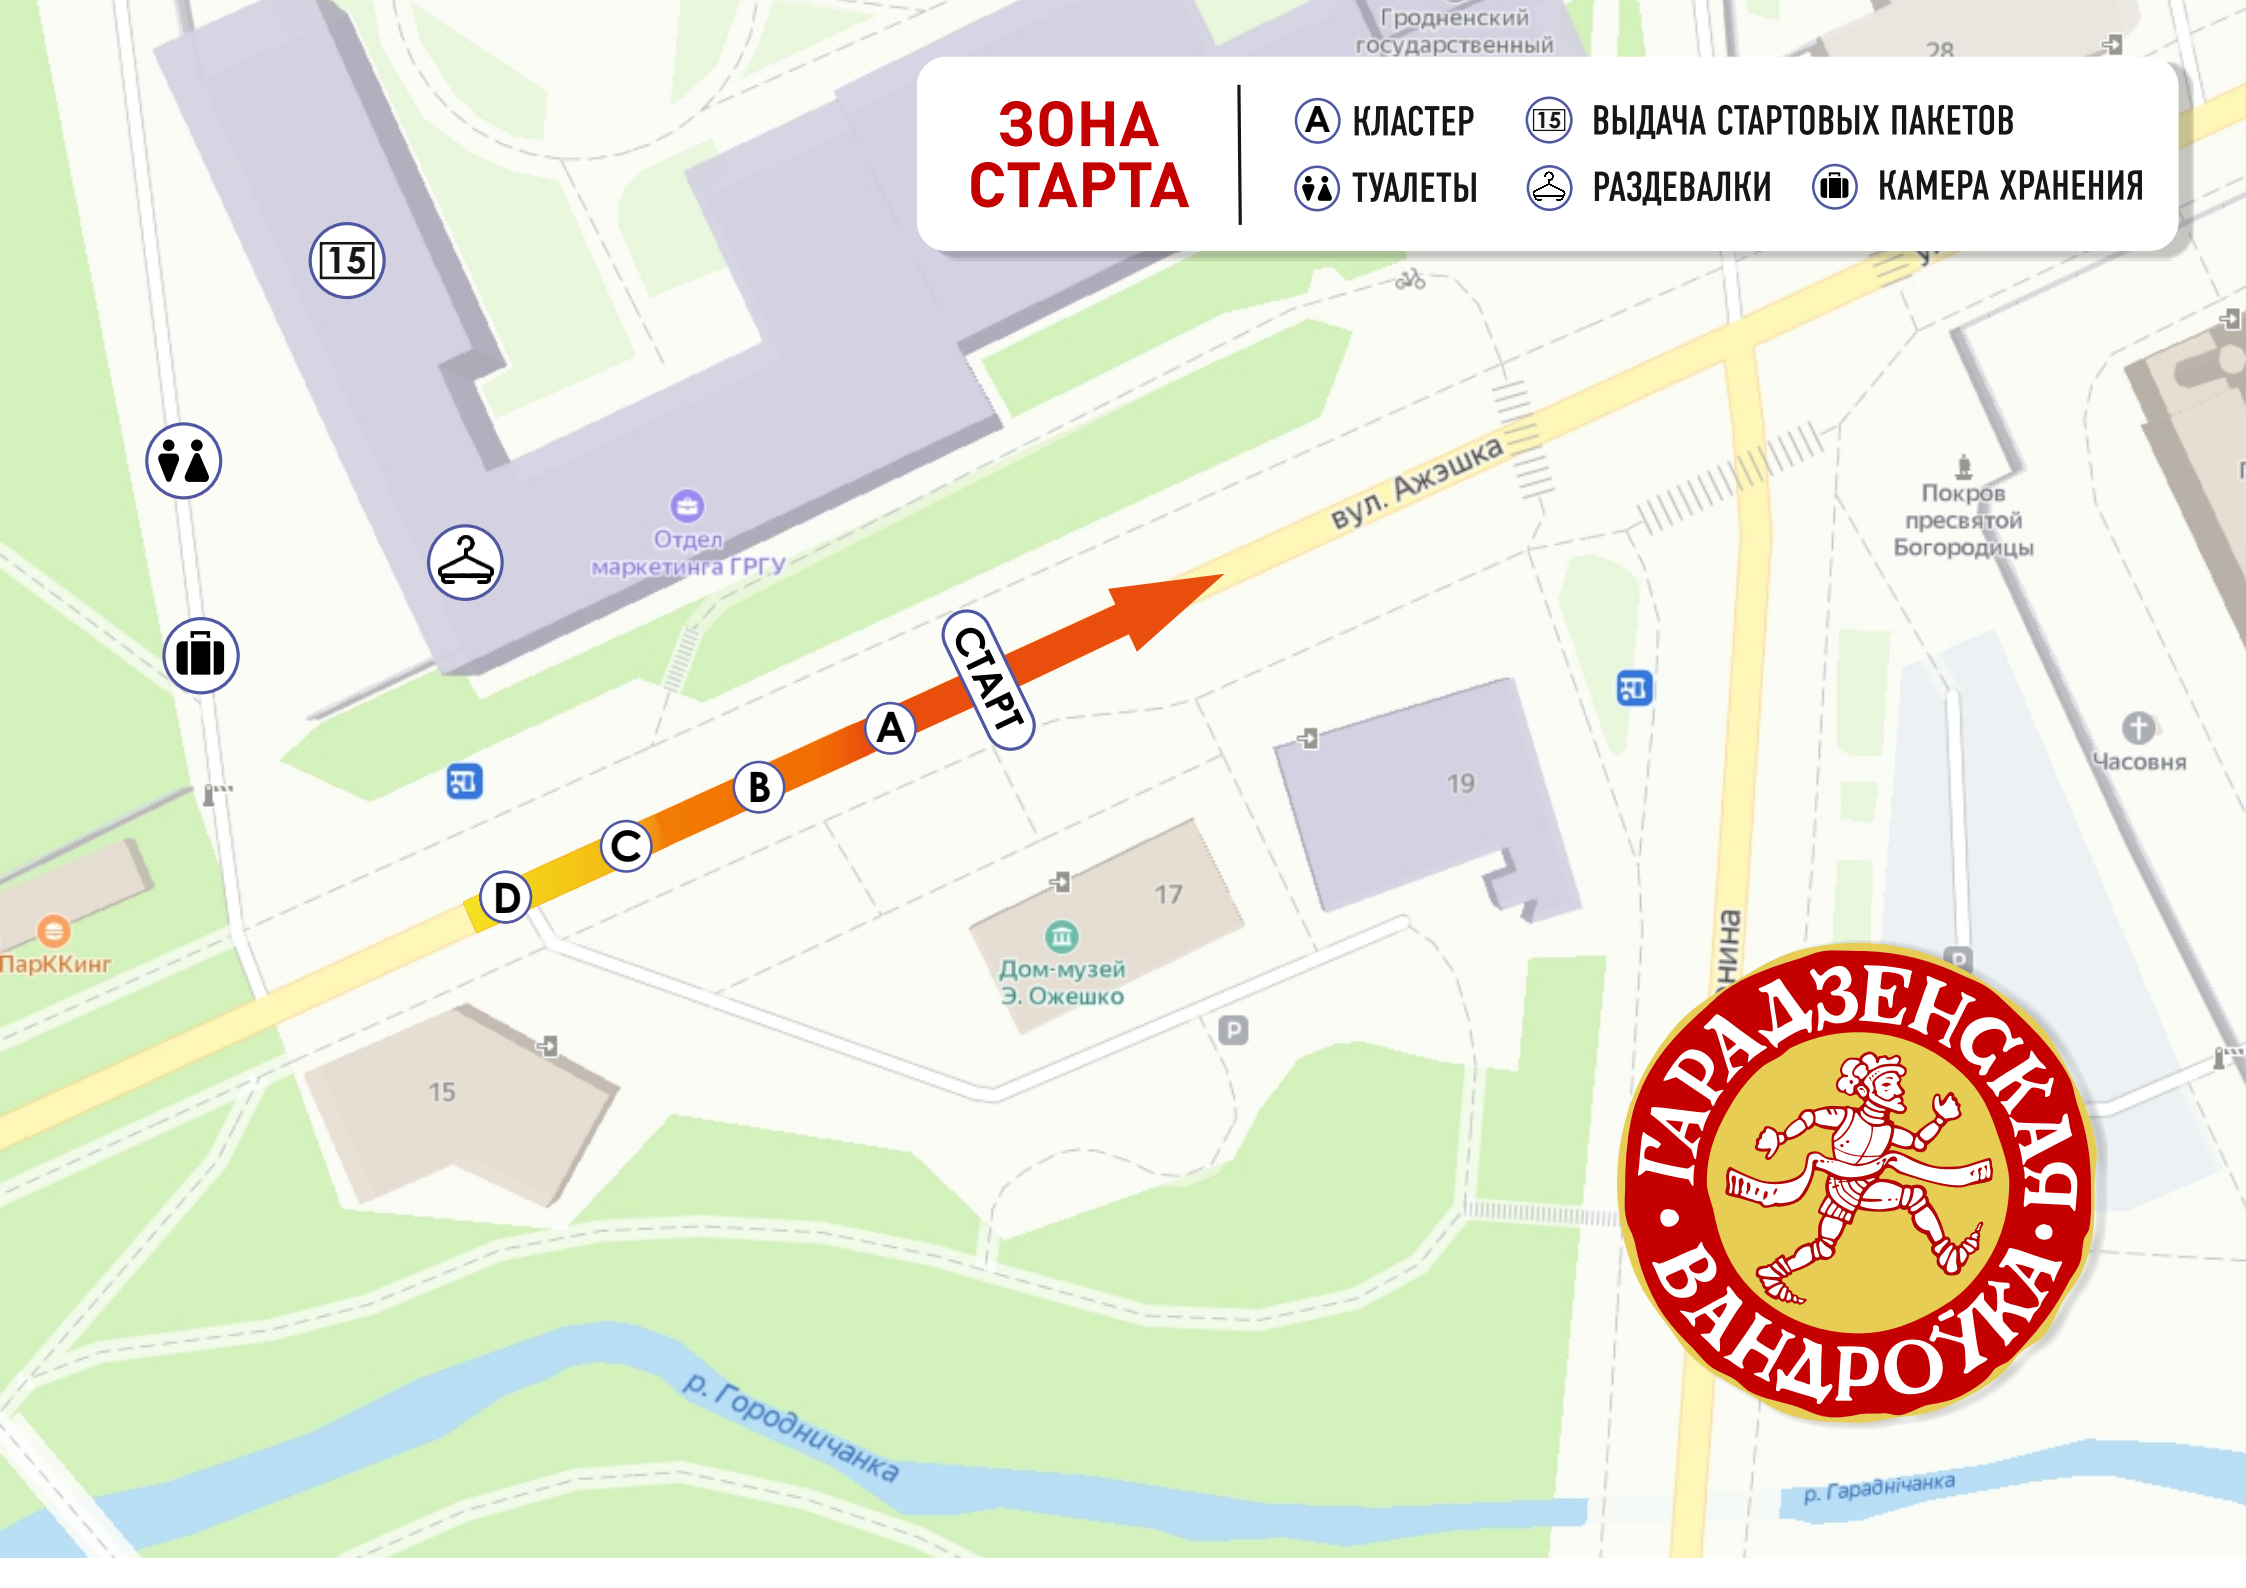 Гродненский
государственный
28
ЗОНА
СТАРТА
A КЛАСТЕР
15 ВЫДАЧА СТАРТОВЫХ ПАКЕТОВ
ТУАЛЕТЫ
РАЗДЕВАЛКИ
КАМЕРА ХРАНЕНИЯ
15
вул. Ажэшка
Отдел
маркетинга ГРГУ
Покров
пресвятой
Богородицы
СТАРТ
A
B
C
D
19
Часовня
17
Дом-музей
Э. Ожешко
ПарККинг
P
P
15
ГАРАДЗЕНСКАЯ
ВАНДРОЎКА
р. Городничанка
р. Гараднічанка